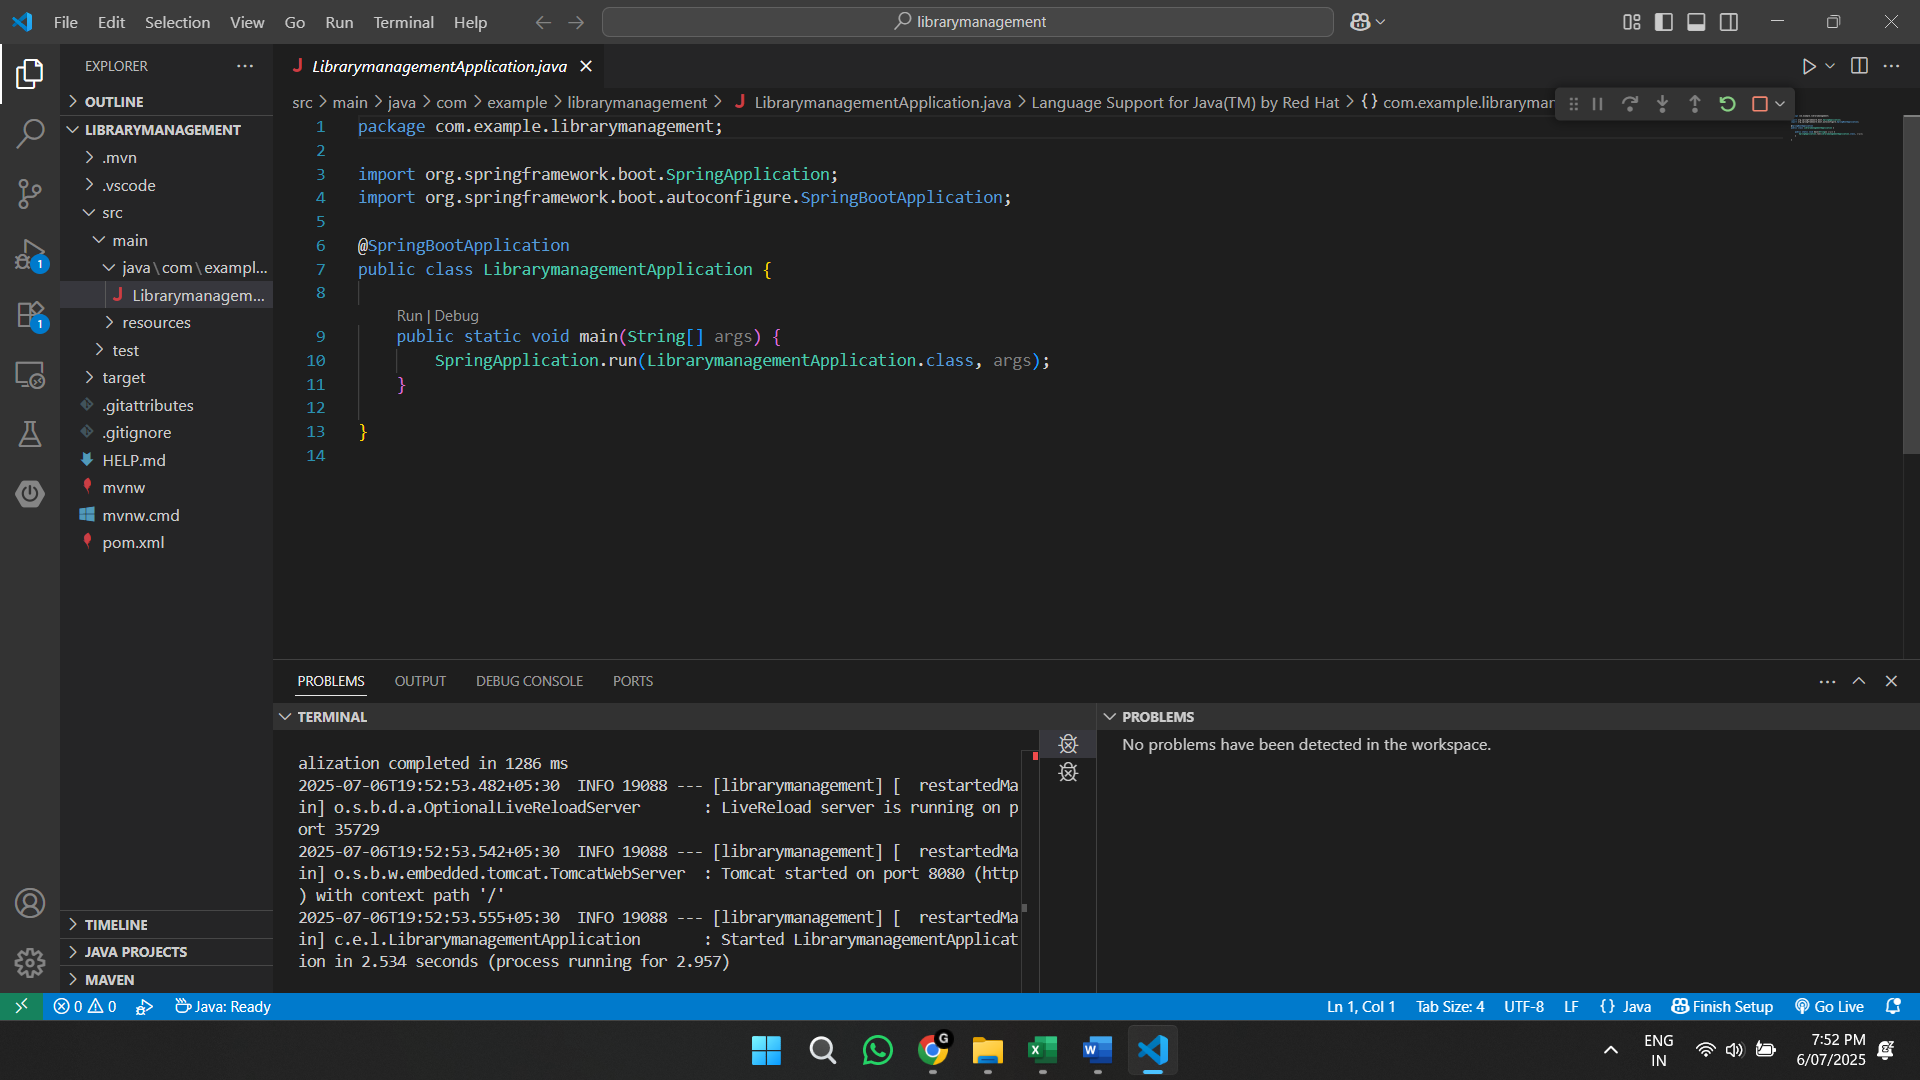 File Edit Selection View Go Run Terminal Help
librarymanagement
EXPLORER
OUTLINE
LIBRARYMANAGEMENT
.mvn
.vscode
src
main
java\com\exampl...
Librarymanagem...
resources
test
target
.gitattributes
.gitignore
HELP.md
mvnw
mvnw.cmd
pom.xml
TIMELINE
JAVA PROJECTS
MAVEN
1
1
J LibrarymanagementApplication.java
src > main > java > com > example > librarymanagement > J LibrarymanagementApplication.java > Language Support for Java(TM) by Red Hat > {} com.example.libraryman
1 package com.example.librarymanagement;
2
3 import org.springframework.boot.SpringApplication;
4 import org.springframework.boot.autoconfigure.SpringBootApplication;
5
6 @SpringBootApplication
7 public class LibrarymanagementApplication {
8
Run | Debug
9 public static void main(String[] args) {
10 SpringApplication.run(LibrarymanagementApplication.class, args);
11 }
12
13 }
14
PROBLEMS OUTPUT DEBUG CONSOLE PORTS
TERMINAL
alization completed in 1286 ms
2025-07-06T19:52:53.482+05:30  INFO 19088 --- [librarymanagement] [  restartedMa
in] o.s.b.d.a.OptionalLiveReloadServer       : LiveReload server is running on p
ort 35729
2025-07-06T19:52:53.542+05:30  INFO 19088 --- [librarymanagement] [  restartedMa
in] o.s.b.w.embedded.tomcat.TomcatWebServer  : Tomcat started on port 8080 (http
) with context path '/'
2025-07-06T19:52:53.555+05:30  INFO 19088 --- [librarymanagement] [  restartedMa
in] c.e.l.LibrarymanagementApplication       : Started LibrarymanagementApplicat
ion in 2.534 seconds (process running for 2.957)
PROBLEMS
No problems have been detected in the workspace.
0 0 Java: Ready
Ln 1, Col 1 Tab Size: 4 UTF-8 LF {} Java Finish Setup Go Live
G
ENG
IN
7:52 PM
6/07/2025